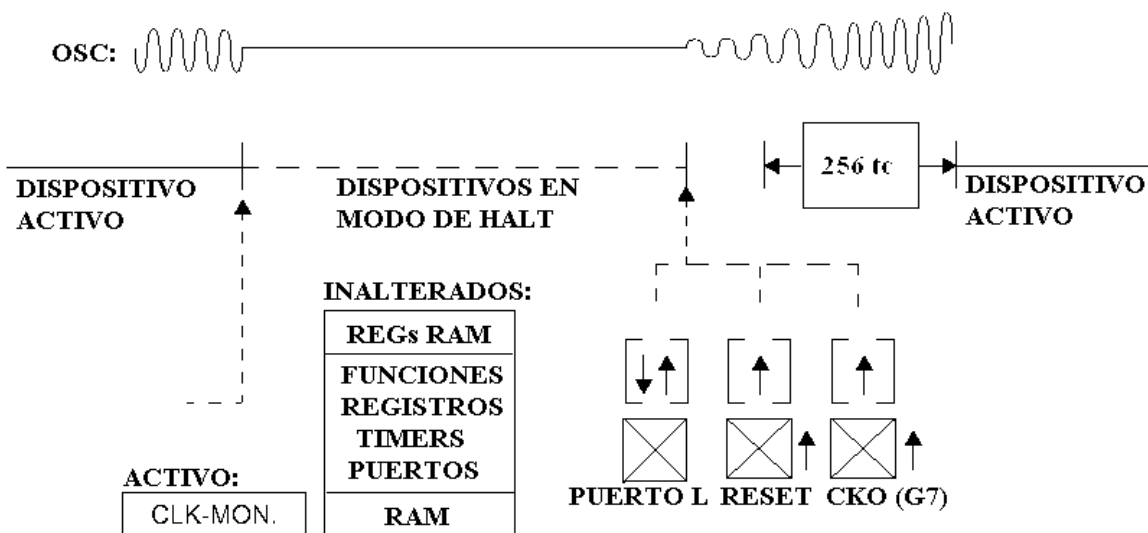 OSC:
256 tc
DISPOSITIVO
ACTIVO
DISPOSITIVOS EN
MODO DE HALT
DISPOSITIVO
ACTIVO
INALTERADOS:
REGs RAM
FUNCIONES
REGISTROS
TIMERS
PUERTOS
RAM
ACTIVO:
CLK-MON.
PUERTO L
RESET
CKO (G7)